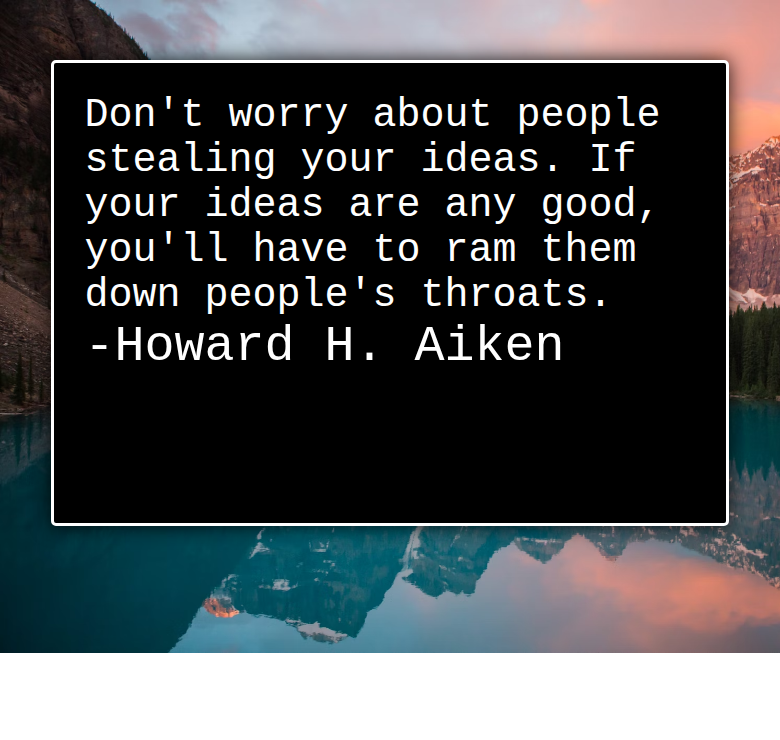 Don't worry about people
stealing your ideas. If
your ideas are any good,
you'll have to ram them
down people's throats.
-Howard H. Aiken